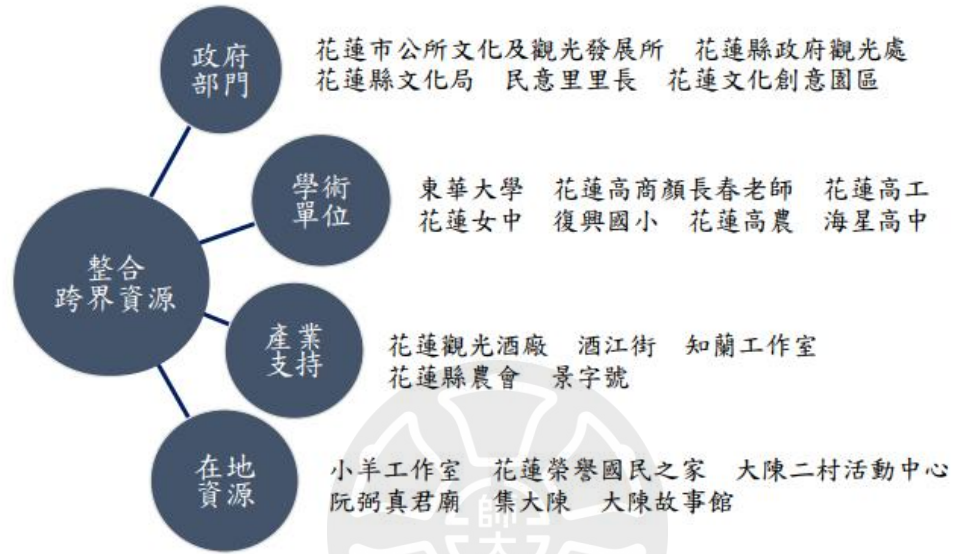 整合
跨界資源
政府
部門
花蓮市公所文化及觀光發展所 花蓮縣政府觀光處
花蓮縣文化局 民意里里長 花蓮文化創意園區
學術
單位
東華大學 花蓮高商顏長春老師 花蓮高工
花蓮女中 復興國小 花蓮高農 海星高中
產業
支持
花蓮觀光酒廠 酒江街 知蘭工作室
花蓮縣農會 景字號
在地
資源
小羊工作室 花蓮榮譽國民之家 大陳二村活動中心
阮弼真君廟 集大陳 大陳故事館
師大